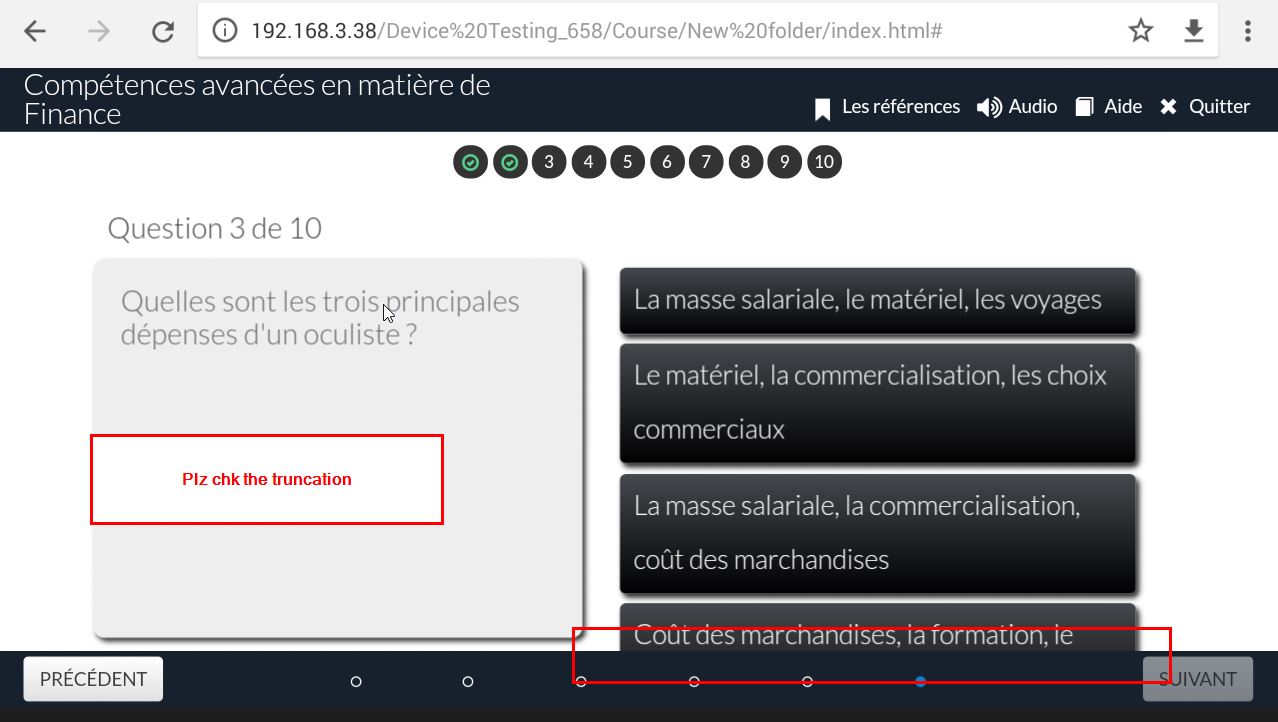 192.168.3.38/Device%20Testing_658/Course/New%20folder/index.html#
Compétences avancées en matière de
Finance
Les références
Audio
Aide
Quitter
3 4 5 6 7 8 9 10
Question 3 de 10
Quelles sont les trois principales
dépenses d'un oculiste ?
Plz chk the truncation
La masse salariale, le matériel, les voyages
Le matériel, la commercialisation, les choix
commerciaux
La masse salariale, la commercialisation,
coût des marchandises
Coût des marchandises, la formation, le
PRÉCÉDENT
SUIVANT